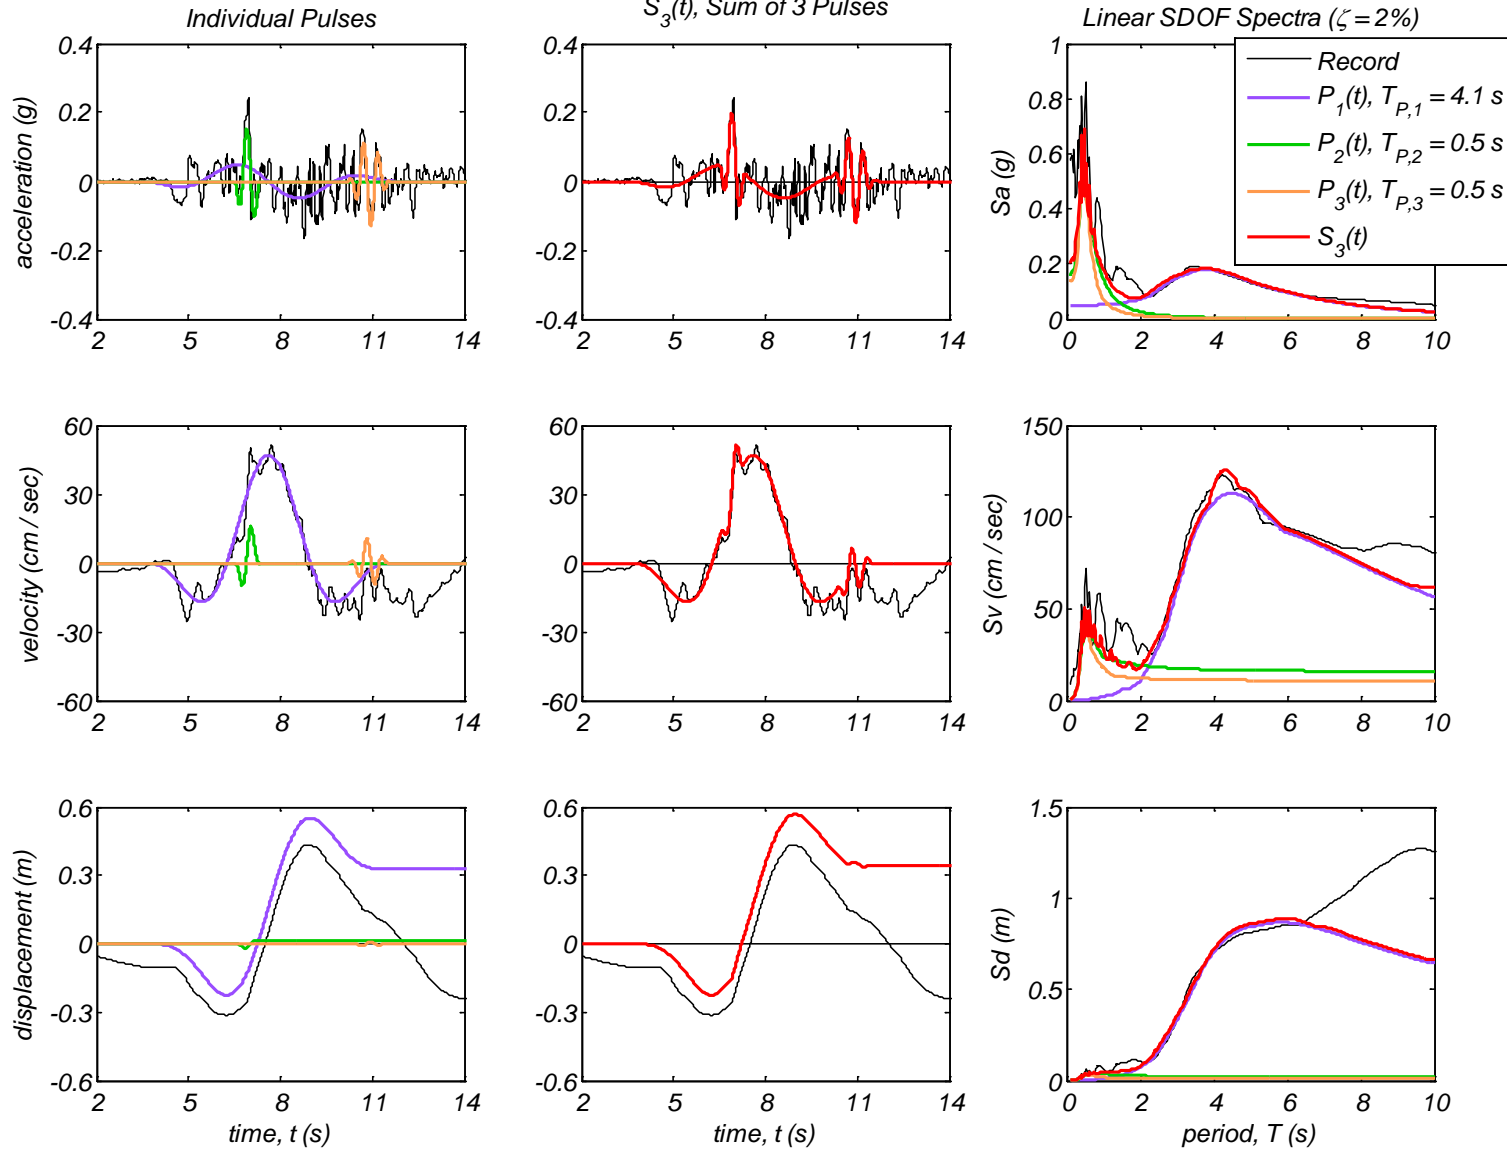 Individual Pulses
S3(t), Sum of 3 Pulses
Linear SDOF Spectra (ζ = 2%)
acceleration (g)
0.4
0.2
0
-0.2
-0.4
2 5 8 11 14
0.4
0.2
0
-0.2
-0.4
2 5 8 11 14
Sa (g)
1
0.8
0.6
0.4
0.2
0
0 2 4 6 8 10
Record
P1(t), TP,1 = 4.1 s
P2(t), TP,2 = 0.5 s
P3(t), TP,3 = 0.5 s
S3(t)
velocity (cm / sec)
60
30
0
-30
-60
2 5 8 11 14
60
30
0
-30
-60
2 5 8 11 14
Sv (cm / sec)
150
100
50
0
0 2 4 6 8 10
displacement (m)
0.6
0.3
0
-0.3
-0.6
2 5 8 11 14
time, t (s)
0.6
0.3
0
-0.3
-0.6
2 5 8 11 14
time, t (s)
Sd (m)
1.5
1
0.5
0
0 2 4 6 8 10
period, T (s)